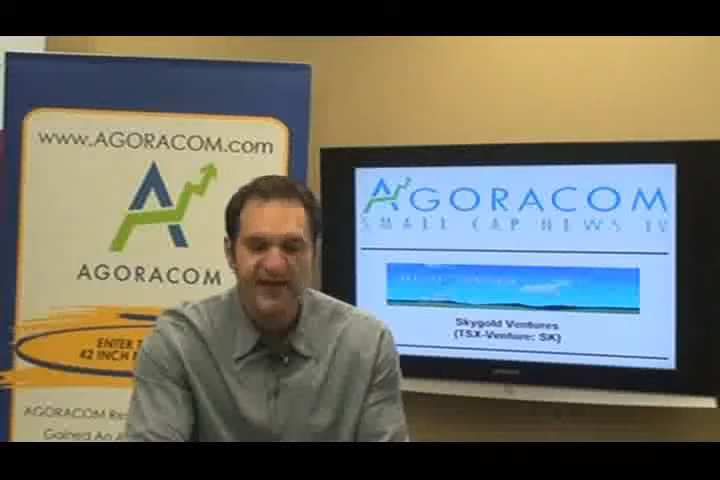 www.AGORACOM.com
AGORACOM
ENTER
42 INCH
AGORACOM Res
Gained An A
AGORACOM
SMALL CAP NEWS TV
Skygold Ventures
(TSX-Venture: SK)